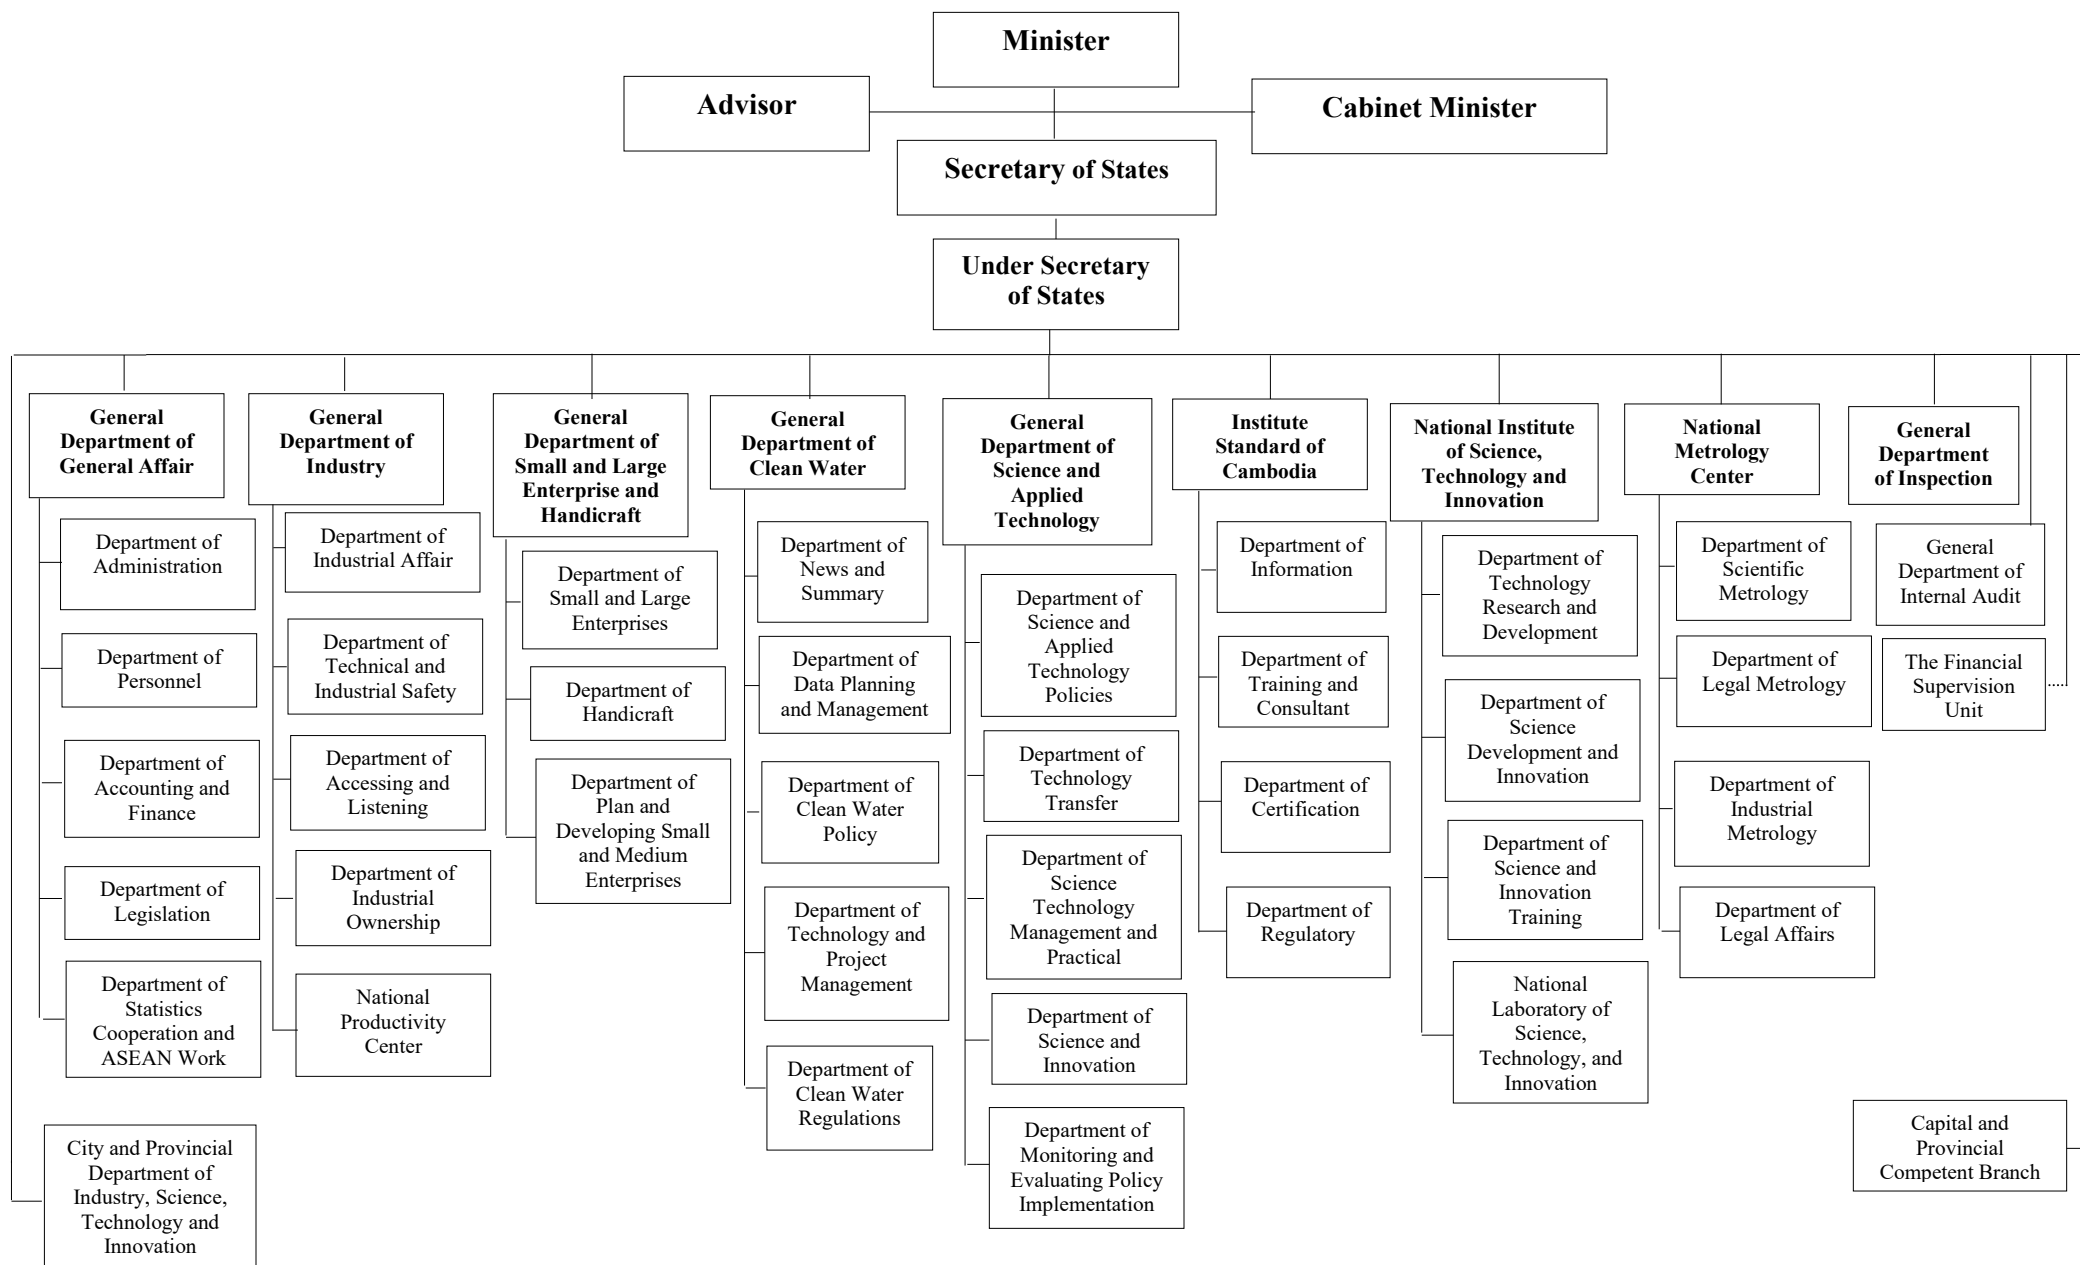 Minister
Advisor
Cabinet Minister
Secretary of States
Under Secretary
of States
General
Department of
General Affair
Department of
Administration
Department of
Personnel
Department of
Accounting and
Finance
Department of
Legislation
Department of
Statistics
Cooperation and
ASEAN Work
City and Provincial
Department of
Industry, Science,
Technology and
Innovation
General
Department of
Industry
Department of
Industrial Affair
Department of
Technical and
Industrial Safety
Department of
Accessing and
Listening
Department of
Industrial
Ownership
National
Productivity
Center
General
Department of
Small and Large
Enterprise and
Handicraft
Department of
Small and Large
Enterprises
Department of
Handicraft
Department of
Plan and
Developing Small
and Medium
Enterprises
General
Department of
Clean Water
Department of
News and
Summary
Department of
Data Planning
and Management
Department of
Clean Water
Policy
Department of
Technology and
Project
Management
Department of
Clean Water
Regulations
General
Department of
Science and
Applied
Technology
Department of
Science and
Applied
Technology
Policies
Department of
Technology
Transfer
Department of
Science
Technology
Management and
Practical
Department of
Science and
Innovation
Department of
Monitoring and
Evaluating Policy
Implementation
Institute
Standard of
Cambodia
Department of
Information
Department of
Training and
Consultant
Department of
Certification
Department of
Regulatory
National Institute
of Science,
Technology and
Innovation
Department of
Technology
Research and
Development
Department of
Science
Development and
Innovation
Department of
Science and
Innovation
Training
National
Laboratory of
Science,
Technology, and
Innovation
National
Metrology
Center
Department of
Scientific
Metrology
Department of
Legal Metrology
Department of
Industrial
Metrology
Department of
Legal Affairs
General
Department
of Inspection
General
Department of
Internal Audit
The Financial
Supervision
Unit
Capital and
Provincial
Competent Branch